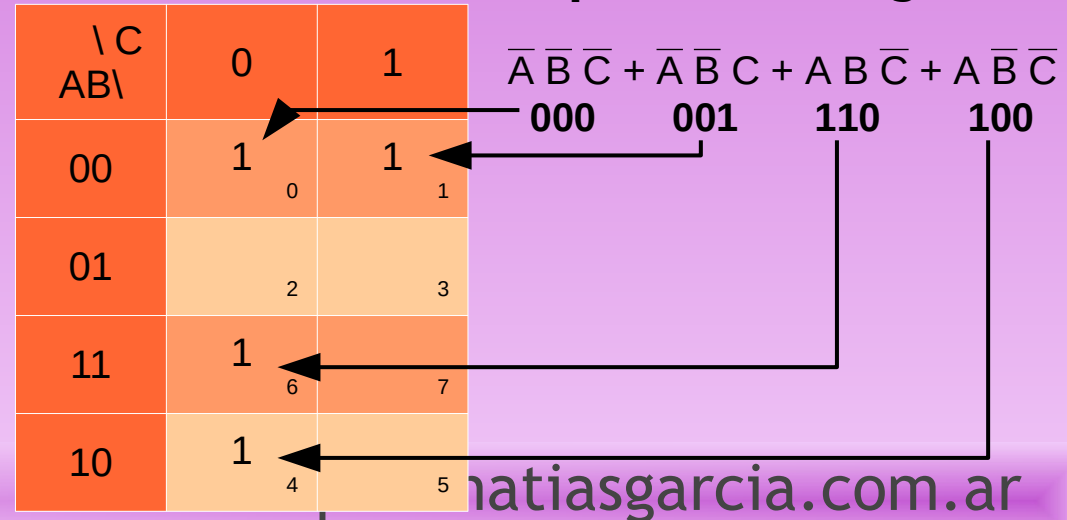 \ C 0 1
AB\
A̅ B̅ C̅ + A̅ B̅ C + A B C̅ + A B̅ C̅
000 001 110 100
00 1 0 1 1
01 2 3
11 1 6 7
10 1 4 5
atiasgarcia.com.ar